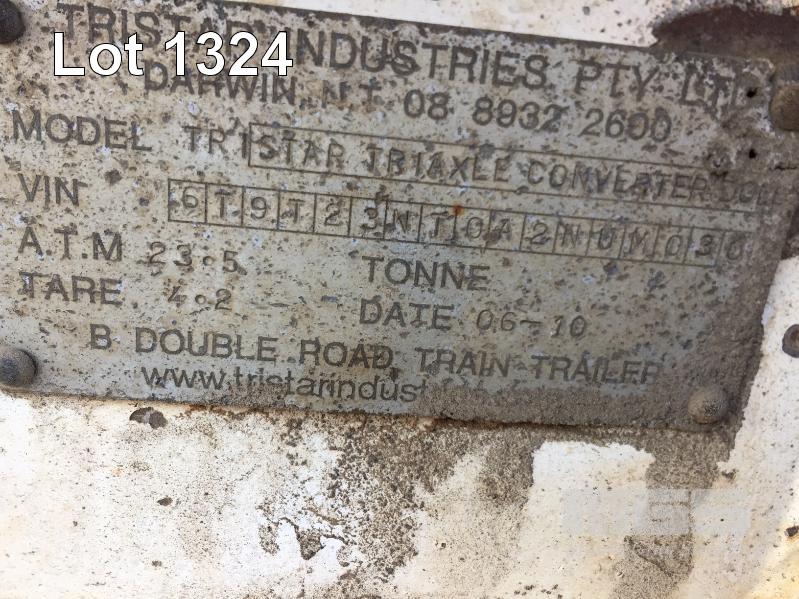 Lot 1324
TRISTAR INDUSTRIES PTY LTD
DARWIN N.T. 08 8932 2600
MODEL TRISTAR TRIAXLE CONVERTER
VIN 6T9T23NT0A2NUM030
A.T.M 23.5 TONNE
TARE 4.2 DATE 06-10
B DOUBLE ROAD TRAIN TRAILER
www.tristarindust